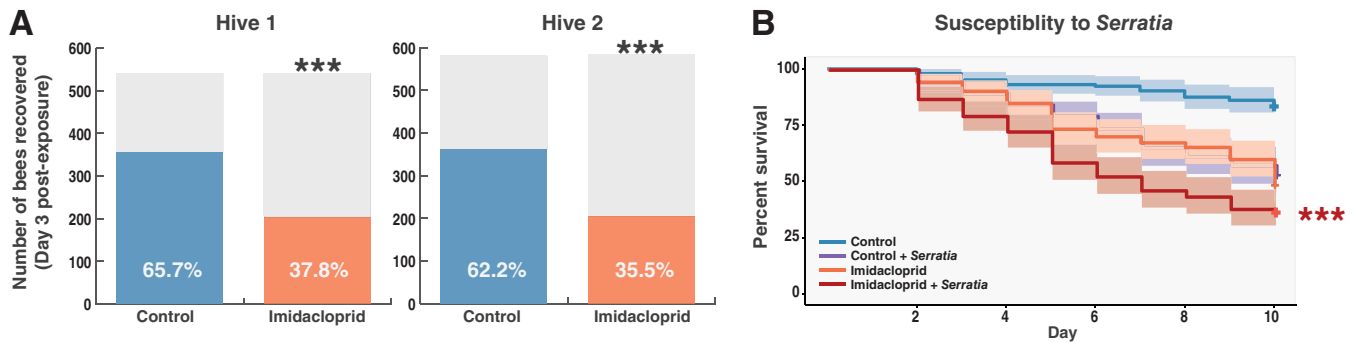 A
Hive 1
Hive 2
Number of bees recovered
(Day 3 post-exposure)
600
500
400
300
200
100
0
***
65.7%
37.8%
Control
Imidacloprid
600
500
400
300
200
100
0
***
62.2%
35.5%
Control
Imidacloprid
B
Susceptiblity to Serratia
Percent survival
100
75
50
25
0
***
Control
Control + Serratia
Imidacloprid
Imidacloprid + Serratia
2
4
6
8
10
Day